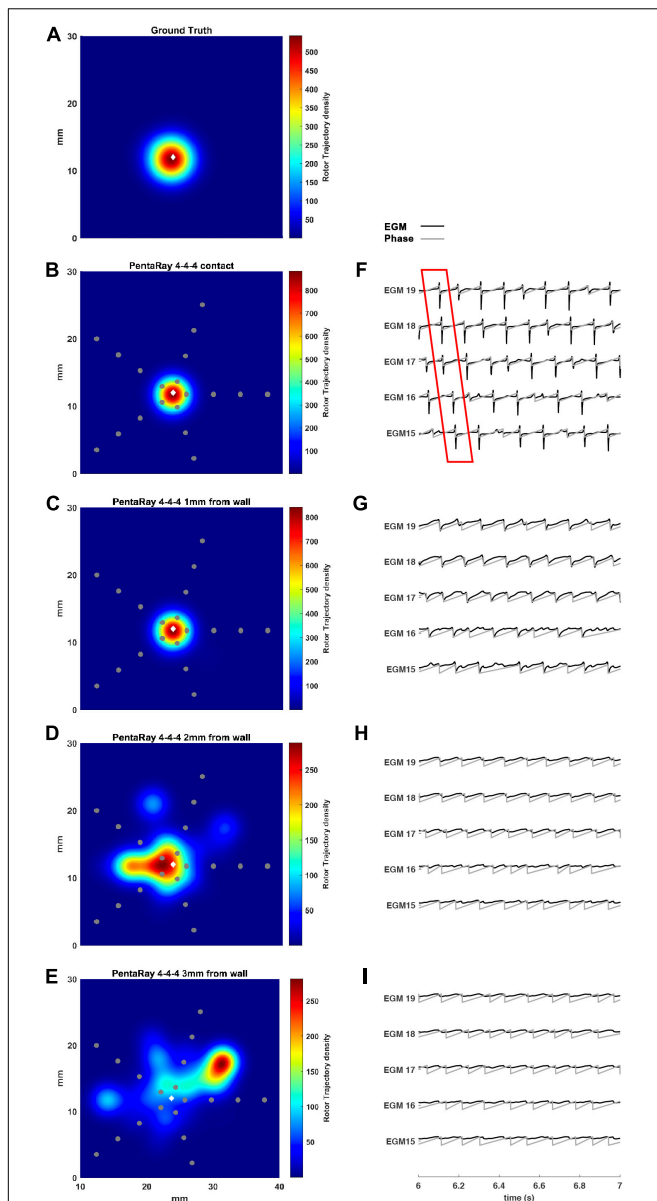 A
Ground Truth
30
20
10
0
mm
500
450
400
350
300
250
200
150
100
50
Rotor Trajectory density
EGM
Phase
B
PentaRay 4-4-4 contact
30
20
10
0
mm
800
700
600
500
400
300
200
100
Rotor Trajectory density
F
EGM 19
EGM 18
EGM 17
EGM 16
EGM15
C
PentaRay 4-4-4 1mm from wall
30
20
10
0
mm
800
700
600
500
400
300
200
100
Rotor Trajectory density
G
EGM 19
EGM 18
EGM 17
EGM 16
EGM15
D
PentaRay 4-4-4 2mm from wall
30
20
10
0
mm
250
200
150
100
50
Rotor Trajectory density
H
EGM 19
EGM 18
EGM 17
EGM 16
EGM15
E
PentaRay 4-4-4 3mm from wall
30
20
10
0
mm
10
20
30
40
mm
250
200
150
100
50
Rotor Trajectory density
I
EGM 19
EGM 18
EGM 17
EGM 16
EGM15
6
6.2
6.4
6.6
6.8
7
time (s)